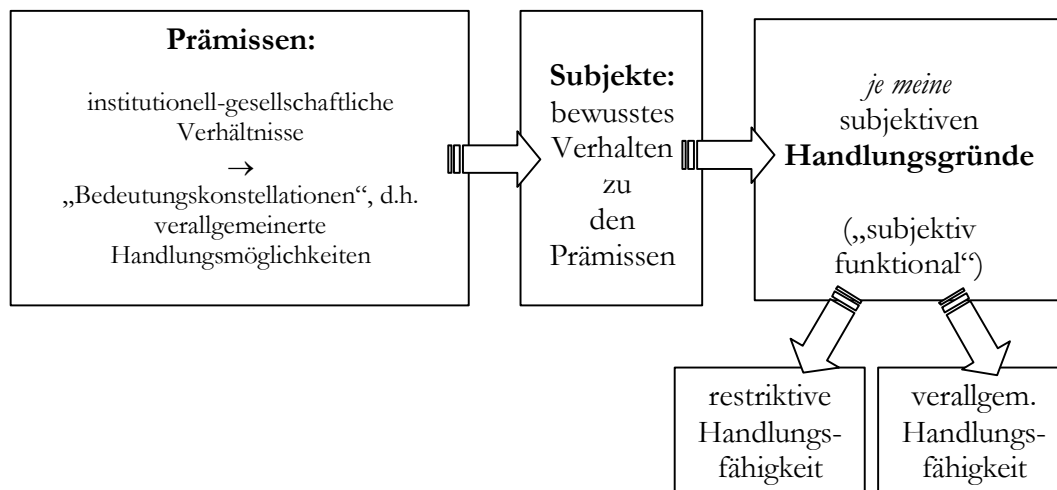 Prämissen:
institutionell-gesellschaftliche
Verhältnisse
→
„Bedeutungskonstellationen“, d.h.
verallgemeinerte
Handlungsmöglichkeiten
Subjekte:
bewusstes
Verhalten
zu
den
Prämissen
je meine
subjektiven
Handlungsgründe
(„subjektiv
funktional“)
restriktive
Handlungs-
fähigkeit
verallgem.
Handlungs-
fähigkeit